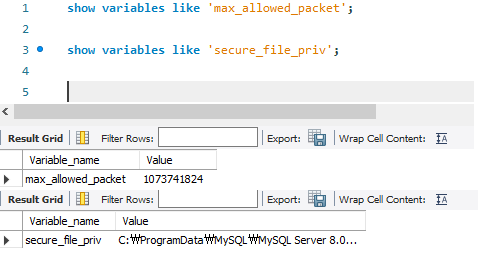 1 show variables like 'max_allowed_packet';
2
3 show variables like 'secure_file_priv';
4
5
Result Grid Filter Rows: Export: Wrap Cell Content:
Variable_name Value
max_allowed_packet 1073741824
Result Grid Filter Rows: Export: Wrap Cell Content:
Variable_name Value
secure_file_priv C:₩ProgramData₩MySQL₩MySQL Server 8.0...